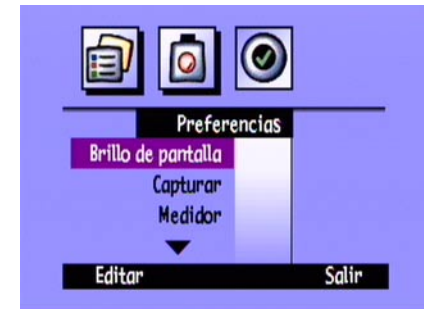 Preferencias
Brillo de pantalla
Capturar
Medidor
Editar Salir